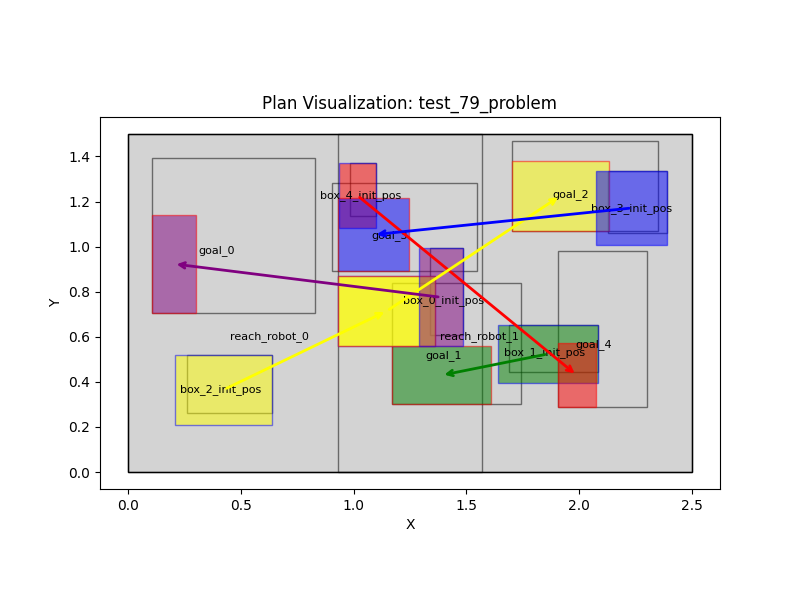 Plan Visualization: test_79_problem
1.4
1.2
1.0
0.8
0.6
0.4
0.2
0.0
Y
box_4_init_pos
goal_2
box_3_init_pos
goal_3
goal_0
box_0_init_pos
reach_robot_0
reach_robot_1
goal_4
goal_1
box_1_init_pos
box_2_init_pos
0.0
0.5
1.0
1.5
2.0
2.5
X